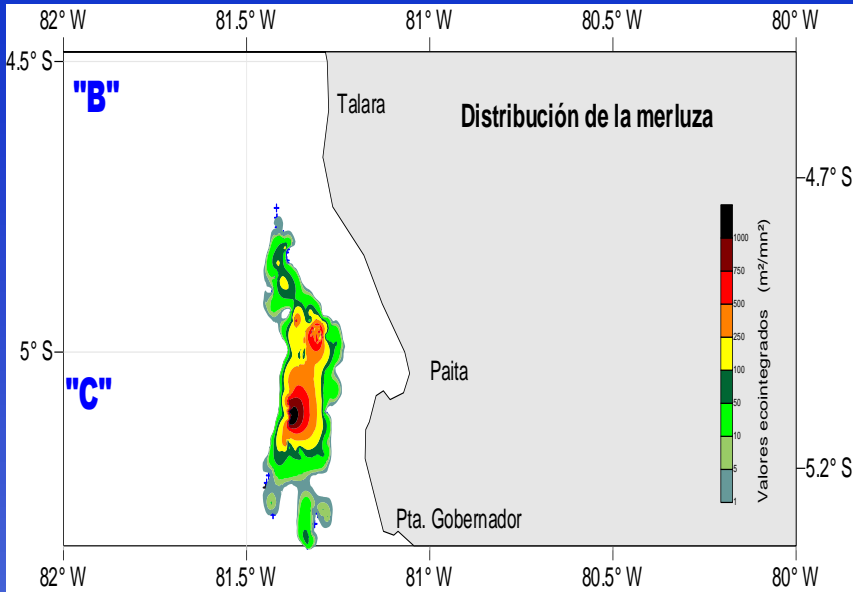 82° W 81.5° W 81° W 80.5° W 80° W
4.5° S
"B"
Talara
Distribución de la merluza
4.7° S
1000
750
500
250
100
50
10
5
1
Valores ecointegrados (m²/mn²)
5° S
Paita
"C"
5.2° S
Pta. Gobernador
82° W 81.5° W 81° W 80.5° W 80° W